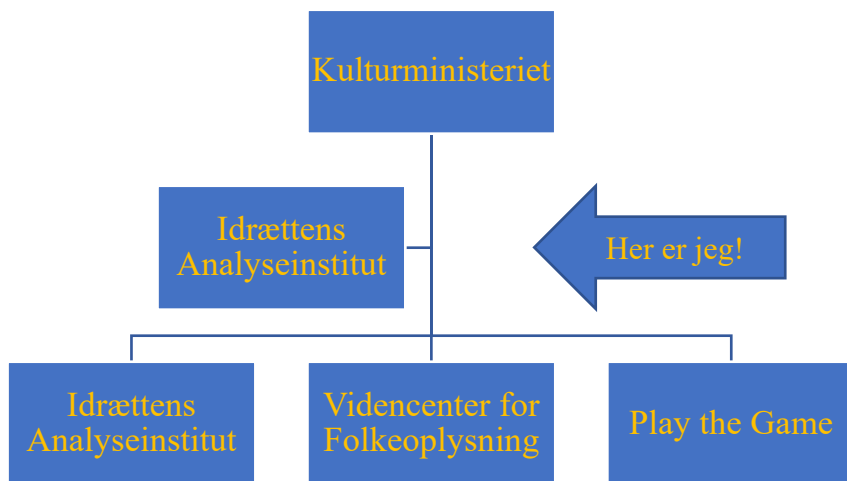 Kulturministeriet
Idrættens
Analyseinstitut
Her er jeg!
Idrættens
Analyseinstitut
Videncenter for
Folkeoplysning
Play the Game